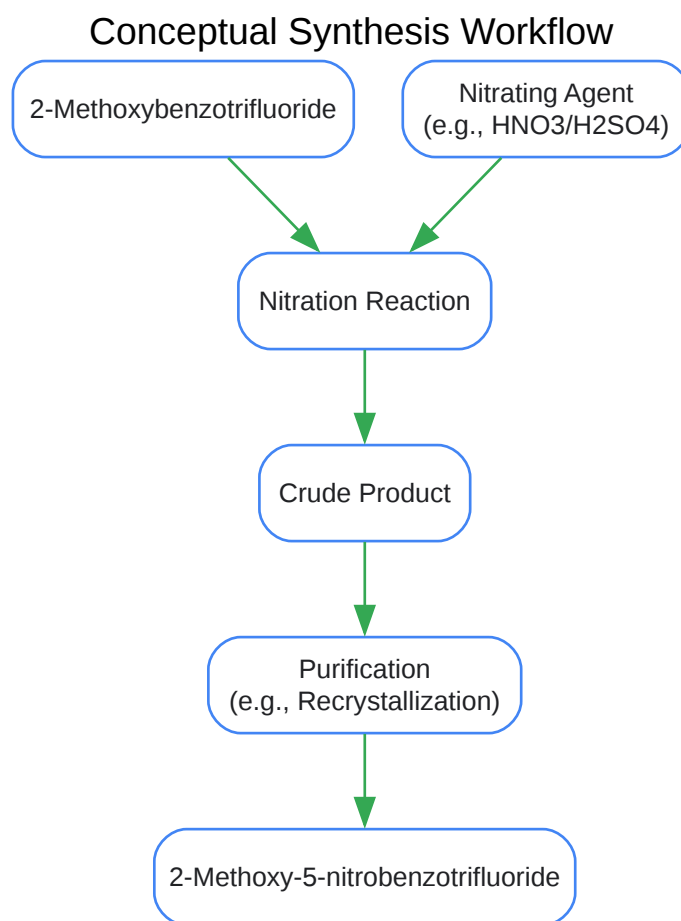 Conceptual Synthesis Workflow
2-Methoxybenzotrifluoride
Nitrating Agent
(e.g., HNO3/H2SO4)
Nitration Reaction
Crude Product
Purification
(e.g., Recrystallization)
2-Methoxy-5-nitrobenzotrifluoride